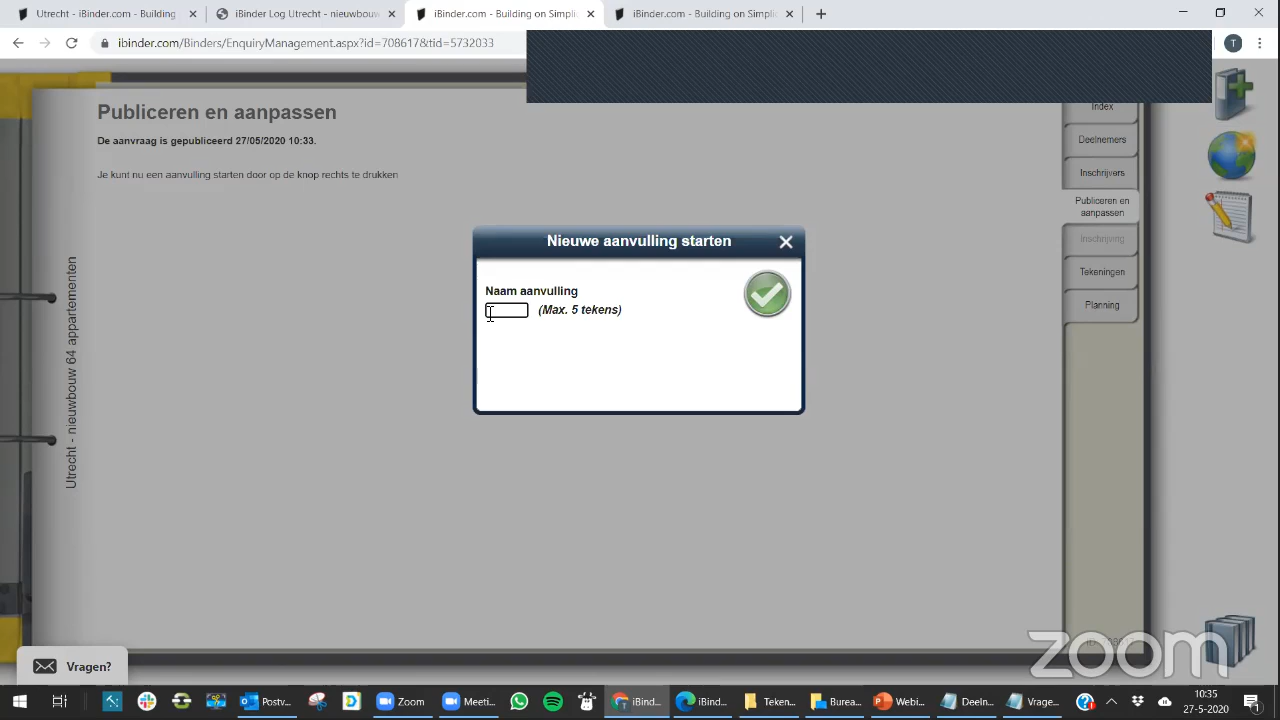 Utrecht - iBinder.com - Building
iBinder Log Utrecht - nieuwbouw
iBinder.com - Building on Simplic
iBinder.com - Building on Simplic
ibinder.com/Binders/EnquiryManagement.aspx?id=708617&tid=5732033
T
Publiceren en aanpassen
De aanvraag is gepubliceerd 27/05/2020 10:33.
Je kunt nu een aanvulling starten door op de knop rechts te drukken
Index
Deelnemers
Inschrijvers
Publiceren en
aanpassen
Inschrijving
Tekeningen
Planning
Nieuwe aanvulling starten
Naam aanvulling
(Max. 5 tekens)
Utrecht - nieuwbouw 64 appartementen
Vragen?
zoom
Postv...
Zoom
Meeti...
iBind...
iBind...
Teken...
Burea...
Webi...
Deeln...
Vrage...
10:35
27-5-2020